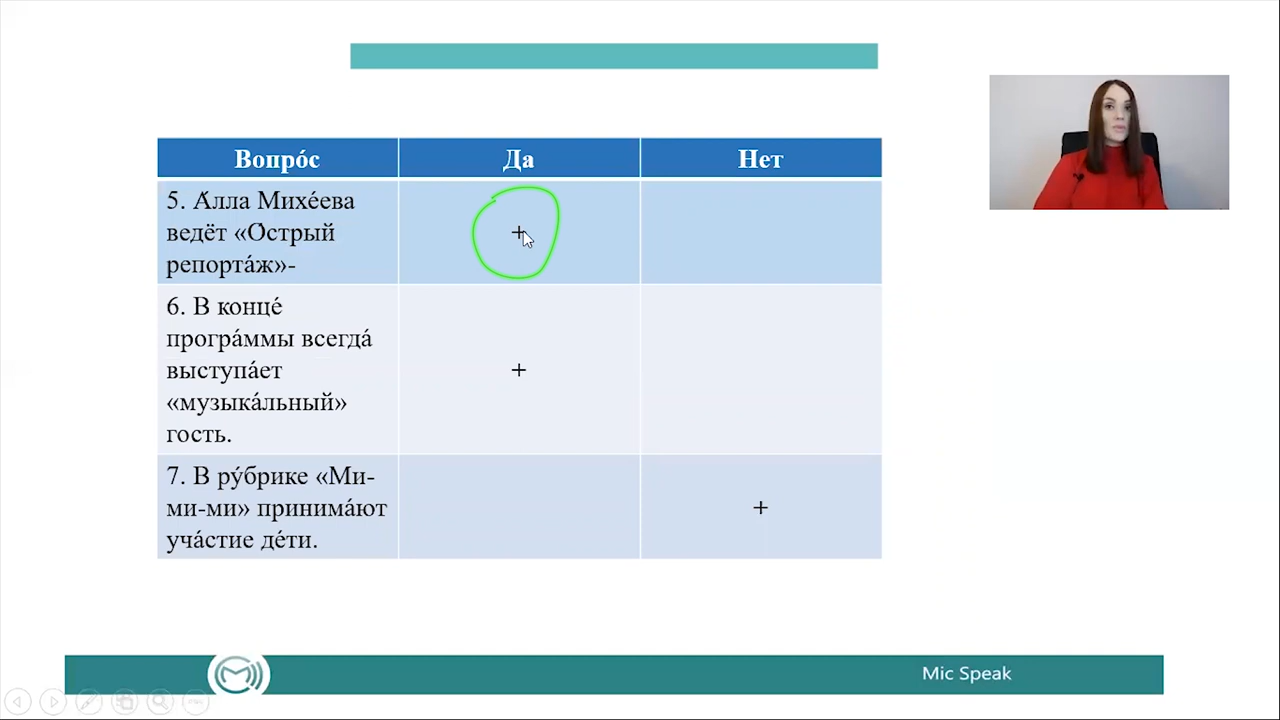 Вопро́с
Да
Нет
5. А́лла Михе́ева
ведёт «О́стрый
репорта́ж»-
+
6. В конце́
програ́ммы всегда́
выступа́ет
«музыка́льный»
гость.
+
7. В ру́брике «Ми-
ми-ми» принима́ют
уча́стие де́ти.
+
Mic Speak